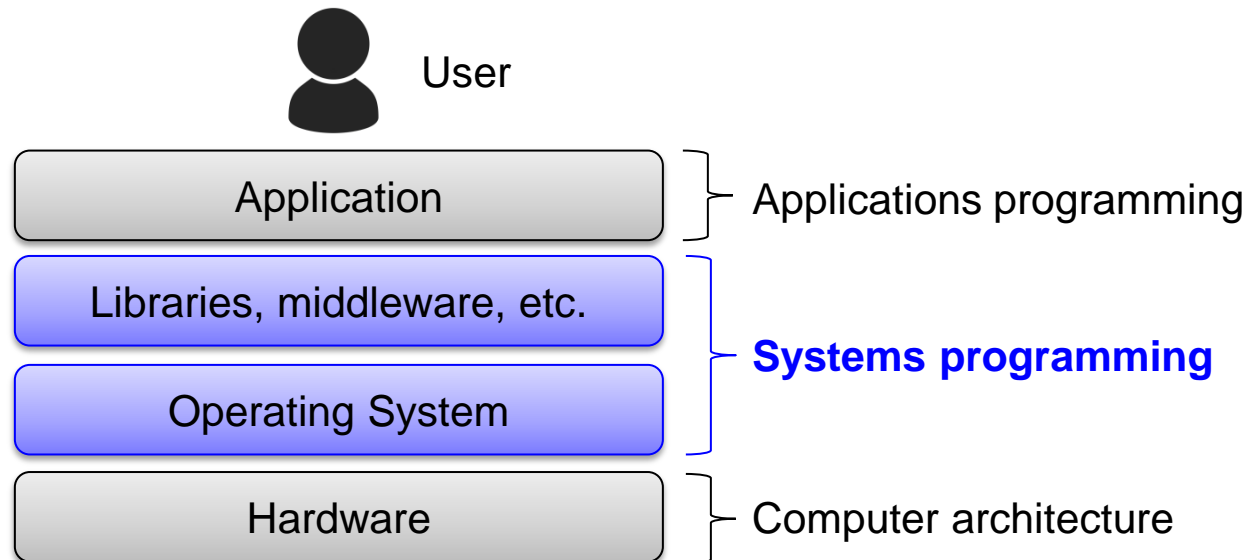 User
Application
Applications programming
Libraries, middleware, etc.
Systems programming
Operating System
Hardware
Computer architecture